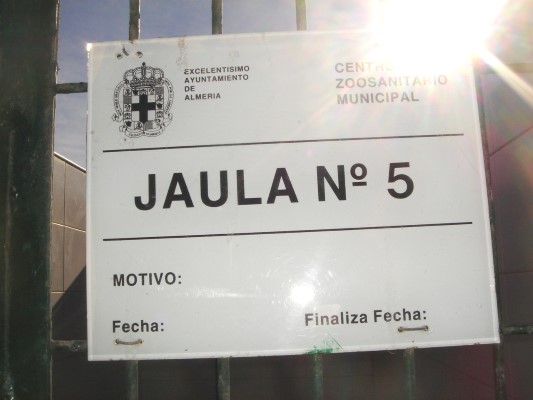 EXCELENTISIMO
AYUNTAMIENTO
DE
ALMERIA
CENTRO
ZOOSANITARIO
MUNICIPAL
JAULA Nº 5
MOTIVO:
Fecha:
Finaliza Fecha: